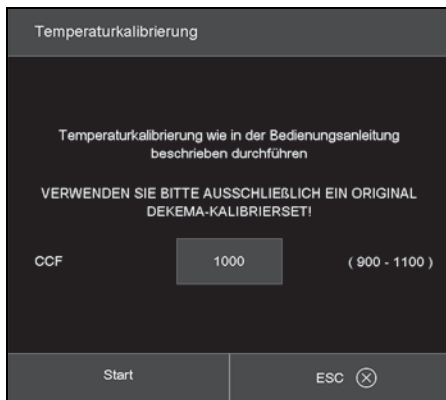 Temperaturkalibrierung
Temperaturkalibrierung wie in der Bedienungsanleitung
beschrieben durchführen
VERWENDEN SIE BITTE AUSSCHLIEßLICH EIN ORIGINAL
DEKEMA-KALIBRIERSET!
CCF 1000 ( 900 - 1100 )
Start ESC